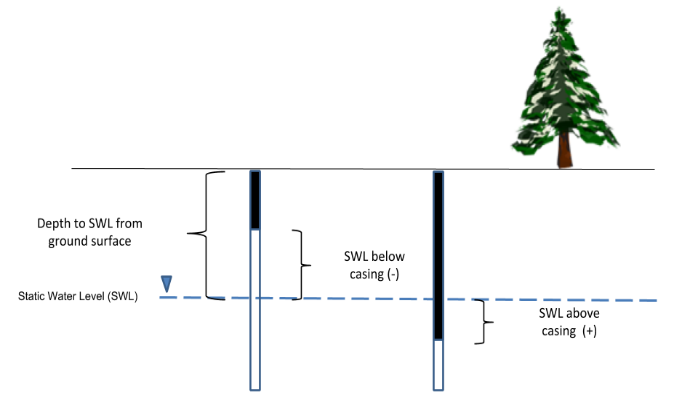 Depth to SWL from
ground surface
SWL below
casing (-)
Static Water Level (SWL)
SWL above
casing (+)